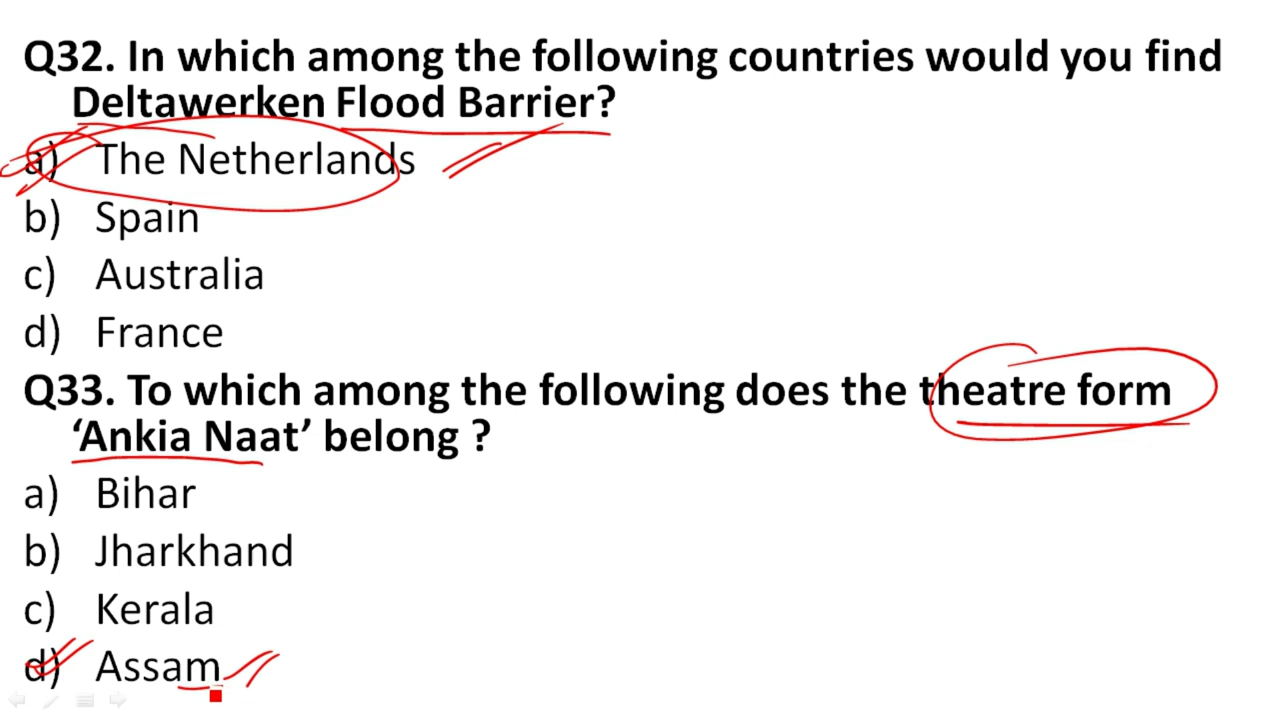 Q32. In which among the following countries would you find
Deltawerken Flood Barrier?
a) The Netherlands
b) Spain
c) Australia
d) France
Q33. To which among the following does the theatre form
‘Ankia Naat’ belong ?
a) Bihar
b) Jharkhand
c) Kerala
d) Assam